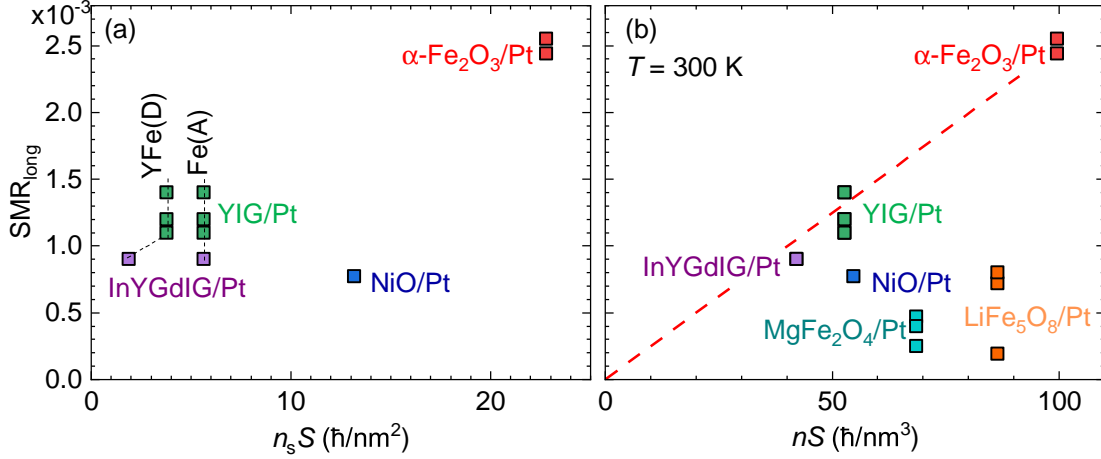 x10⁻³
(a)
α-Fe₂O₃/Pt
YFe(D)
Fe(A)
YIG/Pt
InYGdIG/Pt
NiO/Pt
SMR_long
2.5
2.0
1.5
1.0
0.5
0.0
0
10
20
nₛS (ħ/nm²)
(b)
T = 300 K
α-Fe₂O₃/Pt
YIG/Pt
InYGdIG/Pt
NiO/Pt
MgFe₂O₄/Pt
LiFe₅O₈/Pt
0
50
100
nS (ħ/nm³)